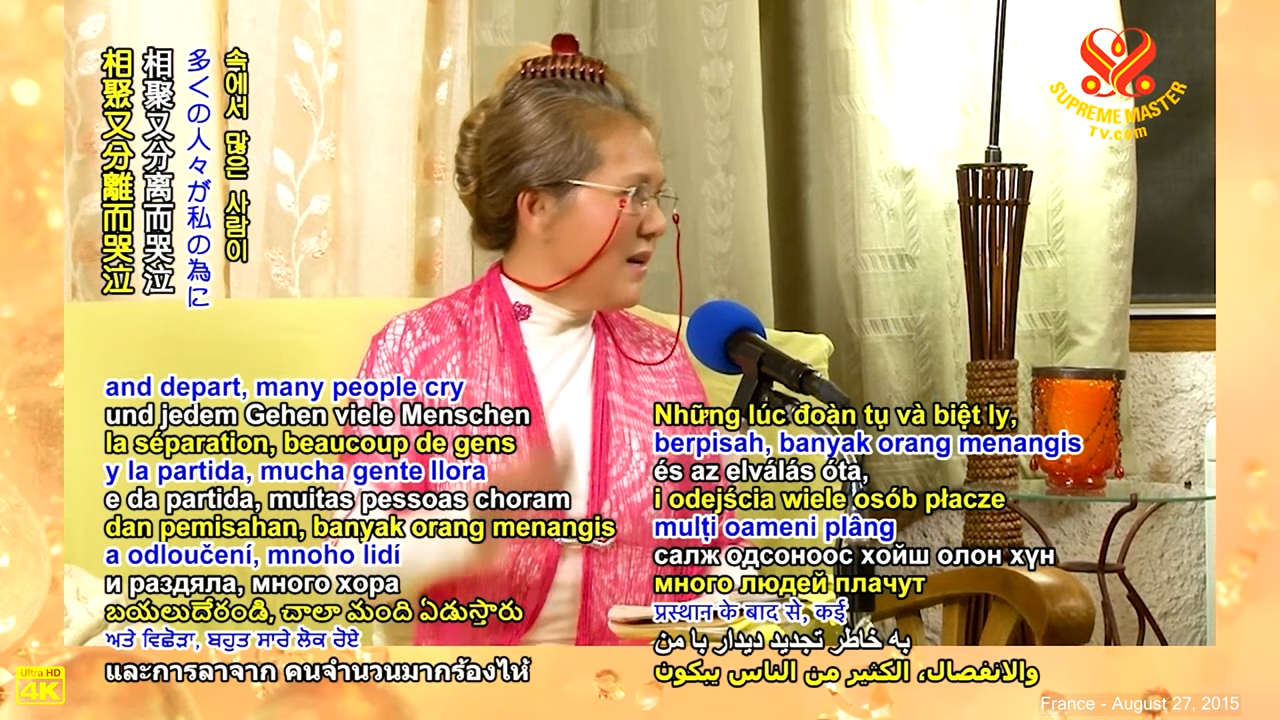 相聚又分離而哭泣
相聚又分离而哭泣
多くの人々が私の為に
속에서 많은 사람이
SUPREME MASTER
TV.com
and depart, many people cry
und jedem Gehen viele Menschen
la séparation, beaucoup de gens
y la partida, mucha gente llora
e da partida, muitas pessoas choram
dan pemisahan, banyak orang menangis
a odloučení, mnoho lidí
и раздяла, много хора
బయలుదేరండి, చాలా మంది ఏడుస్తారు
ਅਤੇ ਵਿਛੋੜਾ, ਬਹੁਤ ਸਾਰੇ ਲੋਕ ਰੋਏ
และการลาจาก คนจำนวนมากร้องไห้
Những lúc đoàn tụ và biệt ly,
berpisah, banyak orang menangis
és az elválás óta,
i odejścia wiele osób płacze
mulți oameni plâng
салж одсоноос хойш олон хүн
много людей плачут
प्रस्थान के बाद से, कई
به خاطر تجدید دیدار با من
والانفصال، الكثير من الناس يبكون
Ultra HD
4K
France - August 27, 2015